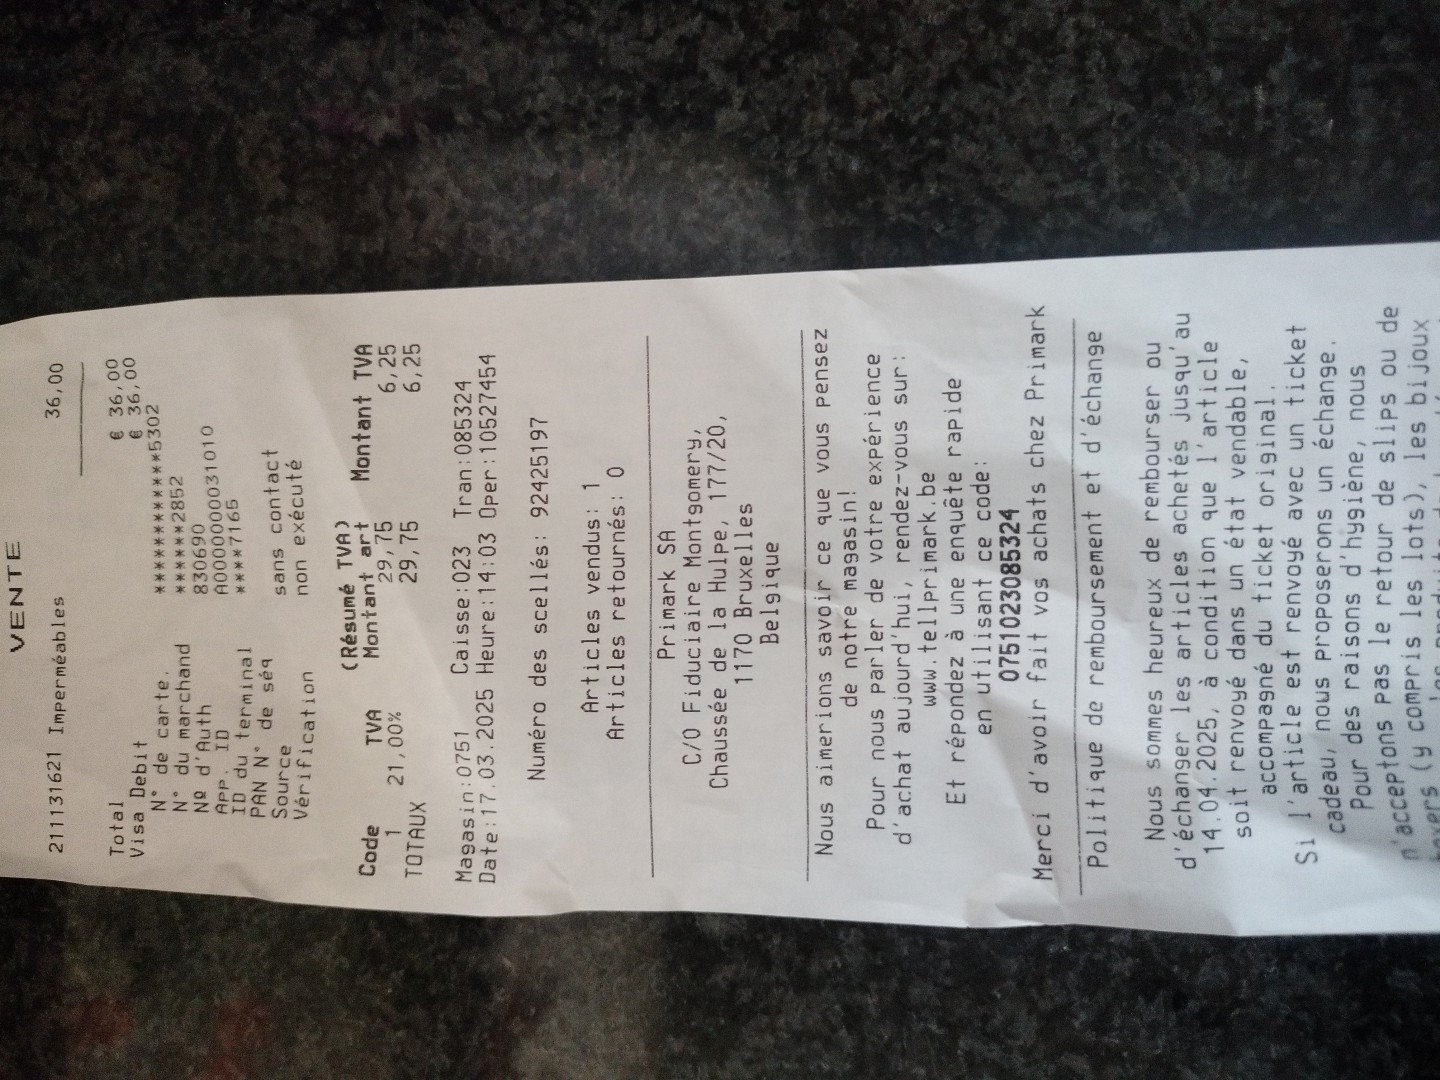 VENTE
211131621 Imperméables 36,00
Total € 36,00
Visa Debit € 36,00
N° de carte. ************5302
N° du marchand ******2852
Nº d'Auth 830690
App. ID A0000000031010
ID du terminal ****7165
PAN N° de séq
Source sans contact
Vérification non exécuté
(Résumé TVA)
Code TVA Montant art Montant TVA
1 21,00% 29,75 6,25
TOTAUX 29,75 6,25
Magasin:0751 Caisse:023 Tran:085324
Date:17.03.2025 Heure:14:03 Oper:10527454
Numéro des scellés: 92425197
Articles vendus: 1
Articles retournés: 0
Primark SA
C/O Fiduciaire Montgomery,
Chaussée de la Hulpe, 177/20,
1170 Bruxelles
Belgique
Nous aimerions savoir ce que vous pensez
de notre magasin!
Pour nous parler de votre expérience
d'achat aujourd'hui, rendez-vous sur:
www.tellprimark.be
Et répondez à une enquête rapide
en utilisant ce code:
0751023085324
Merci d'avoir fait vos achats chez Primark
Politique de remboursement et d'échange
Nous sommes heureux de rembourser ou
d'échanger les articles achetés jusqu'au
14.04.2025, à condition que l'article
soit renvoyé dans un état vendable,
accompagné du ticket original.
Si l'article est renvoyé avec un ticket
cadeau, nous proposerons un échange.
Pour des raisons d'hygiène, nous
n'acceptons pas le retour de slips ou de
boxers (y compris les lots), les bijoux